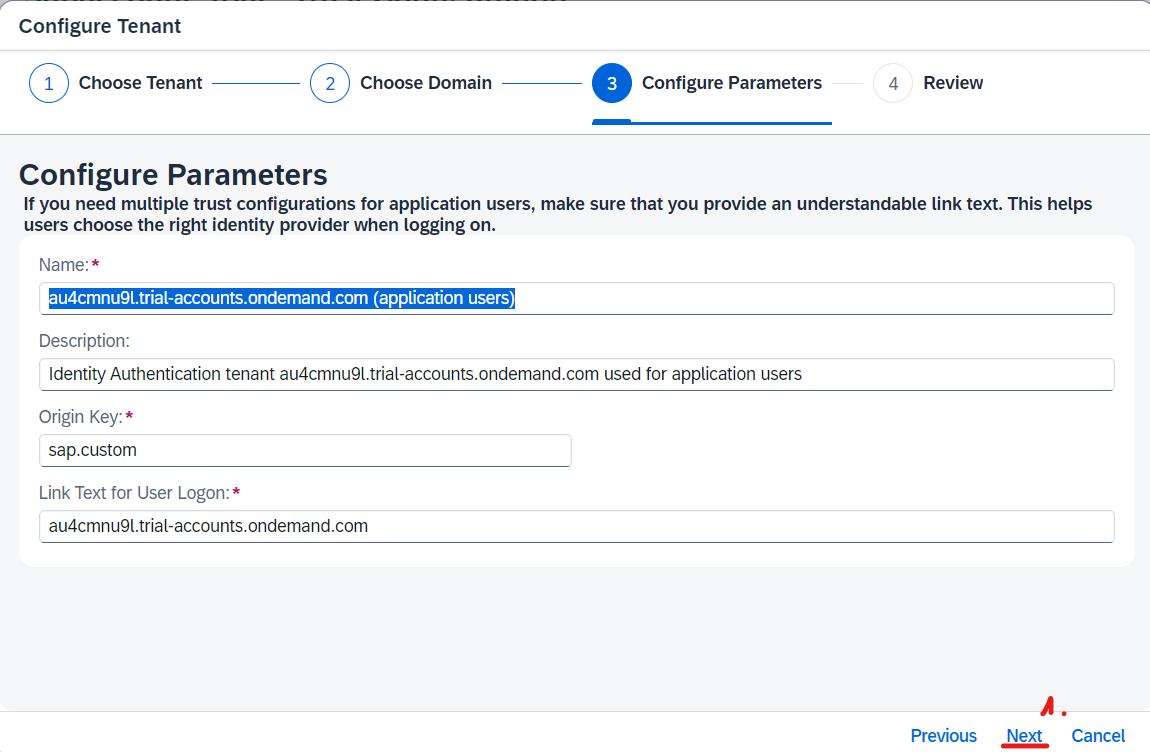 Configure Tenant
1 Choose Tenant 2 Choose Domain 3 Configure Parameters 4 Review
Configure Parameters
If you need multiple trust configurations for application users, make sure that you provide an understandable link text. This helps
users choose the right identity provider when logging on.
Name:*
au4cmnu9l.trial-accounts.ondemand.com (application users)
Description:
Identity Authentication tenant au4cmnu9l.trial-accounts.ondemand.com used for application users
Origin Key:*
sap.custom
Link Text for User Logon:*
au4cmnu9l.trial-accounts.ondemand.com
1.
Previous Next Cancel